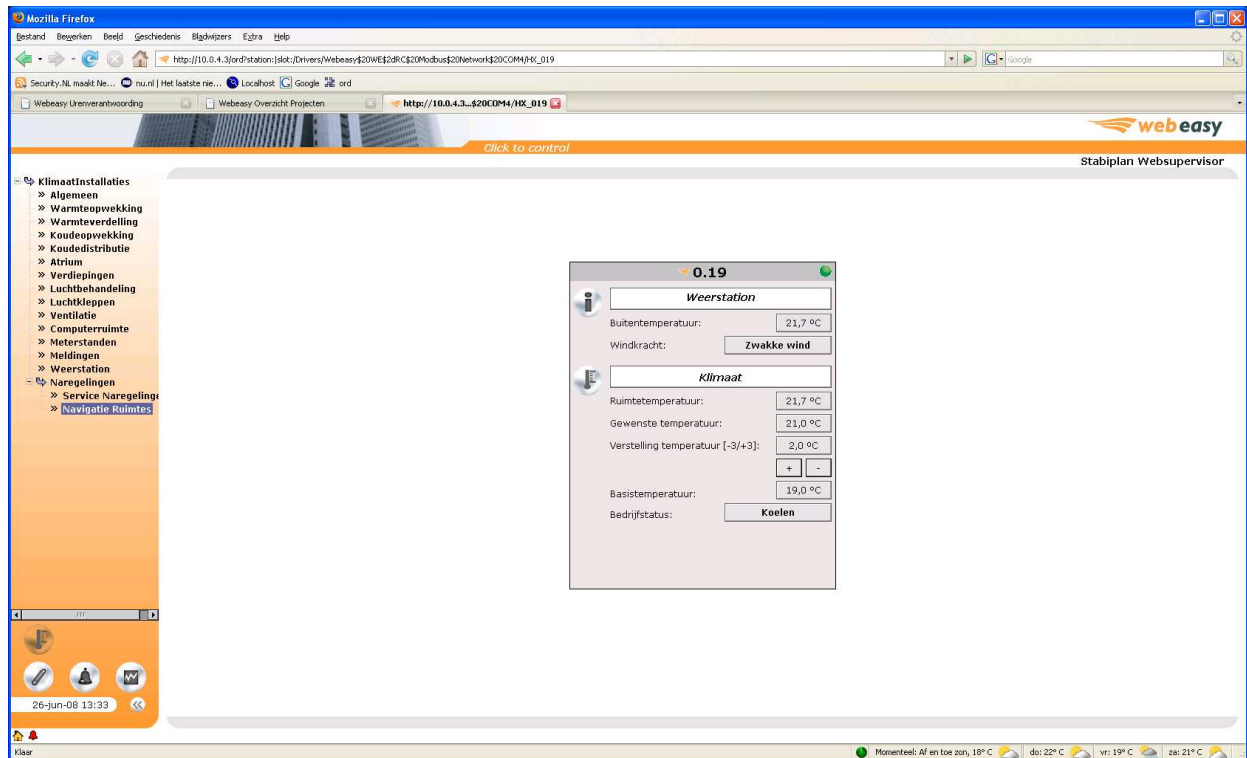 Mozilla Firefox
Bestand Bewerken Beeld Geschiedenis Bladwijzers Extra Help
http://10.0.4.3/ord?station:|slot:/Drivers/Webeasy$20WE$2dRC$20Modbus$20Network$20COM4/HX_019
G Google
Security.NL maakt Ne... nu.nl | Het laatste nie... Localhost Google ord
Webeasy Urenverantwoording
Webeasy Overzicht Projecten
http://10.0.4.3...$20COM4/HX_019
Click to control
webeasy
Stabiplan Websupervisor
KlimaatInstallaties
» Algemeen
» Warmteopwekking
» Warmteverdelling
» Koudeopwekking
» Koudedistributie
» Atrium
» Verdiepingen
» Luchtbehandeling
» Luchtkleppen
» Ventilatie
» Computerruimte
» Meterstanden
» Meldingen
» Weerstation
Naregelingen
» Service Naregelinge
» Navigatie Ruimtes
0.19
Weerstation
Buitentemperatuur: 21,7 ºC
Windkracht: Zwakke wind
Klimaat
Ruimtetemperatuur: 21,7 ºC
Gewenste temperatuur: 21,0 ºC
Verstelling temperatuur [-3/+3]: 2,0 ºC
+ -
Basistemperatuur: 19,0 ºC
Bedrijfstatus: Koelen
26-jun-08 13:33
Klaar
Momenteel: Af en toe zon, 18° C do: 22° C vr: 19° C za: 21° C